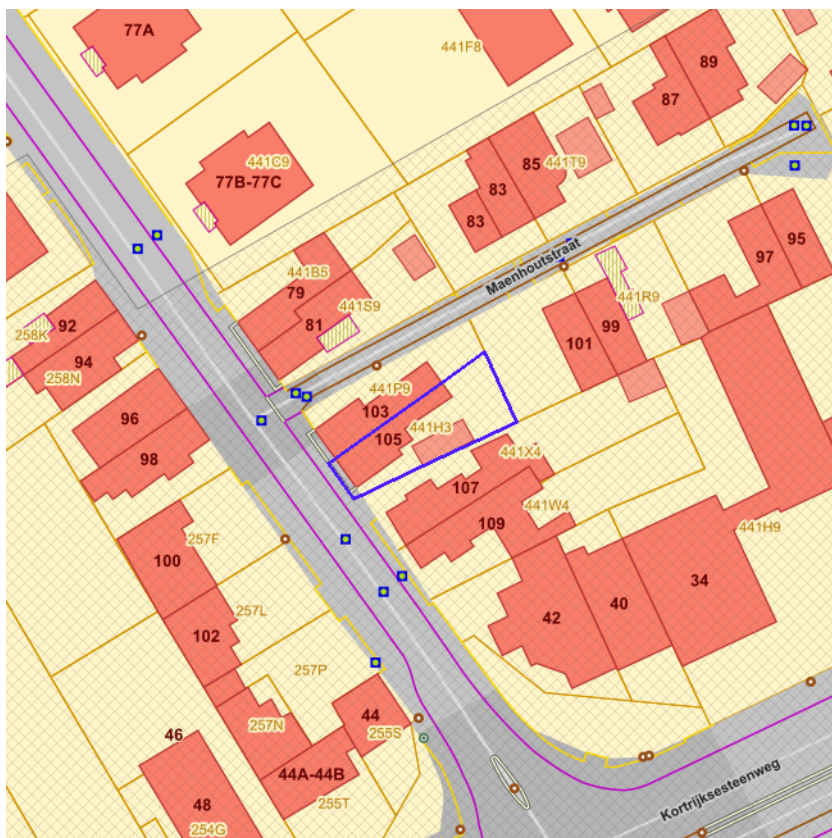 77A
441F8
89
87
441C9
77B-77C
85
441T9
83
83
95
97
Maenhoutstraat
441B5
79
441S9
81
441R9
99
101
92
258K
94
258N
96
98
441P9
103
441H3
105
441X4
107
441W4
109
441H9
100
257F
34
40
42
102
257L
257P
46
257N
44
255S
44A-44B
255T
48
254G
Kortrijksesteenweg